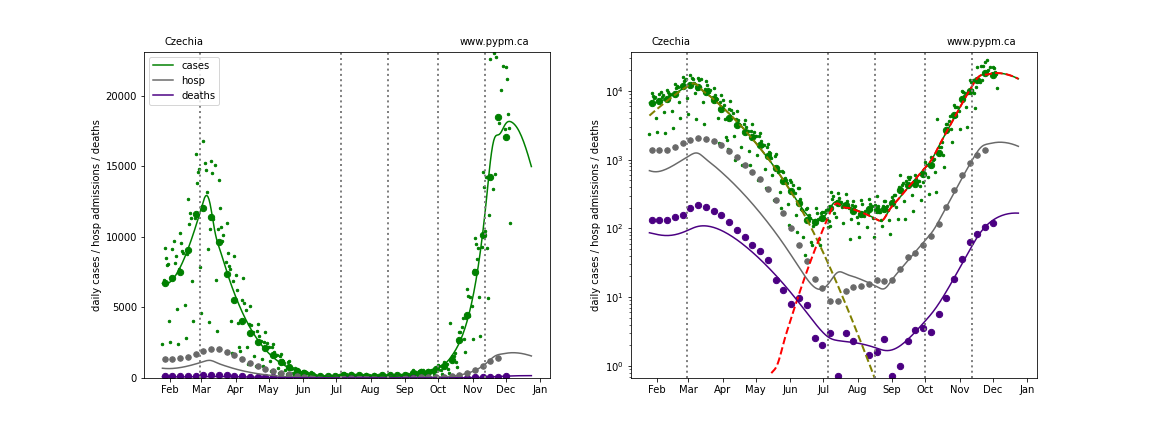 Czechia www.pypm.ca
cases
hosp
deaths
daily cases / hosp admissions / deaths
20000
15000
10000
5000
0
Feb Mar Apr May Jun Jul Aug Sep Oct Nov Dec Jan
Czechia www.pypm.ca
daily cases / hosp admissions / deaths
10⁴
10³
10²
10¹
10⁰
Feb Mar Apr May Jun Jul Aug Sep Oct Nov Dec Jan